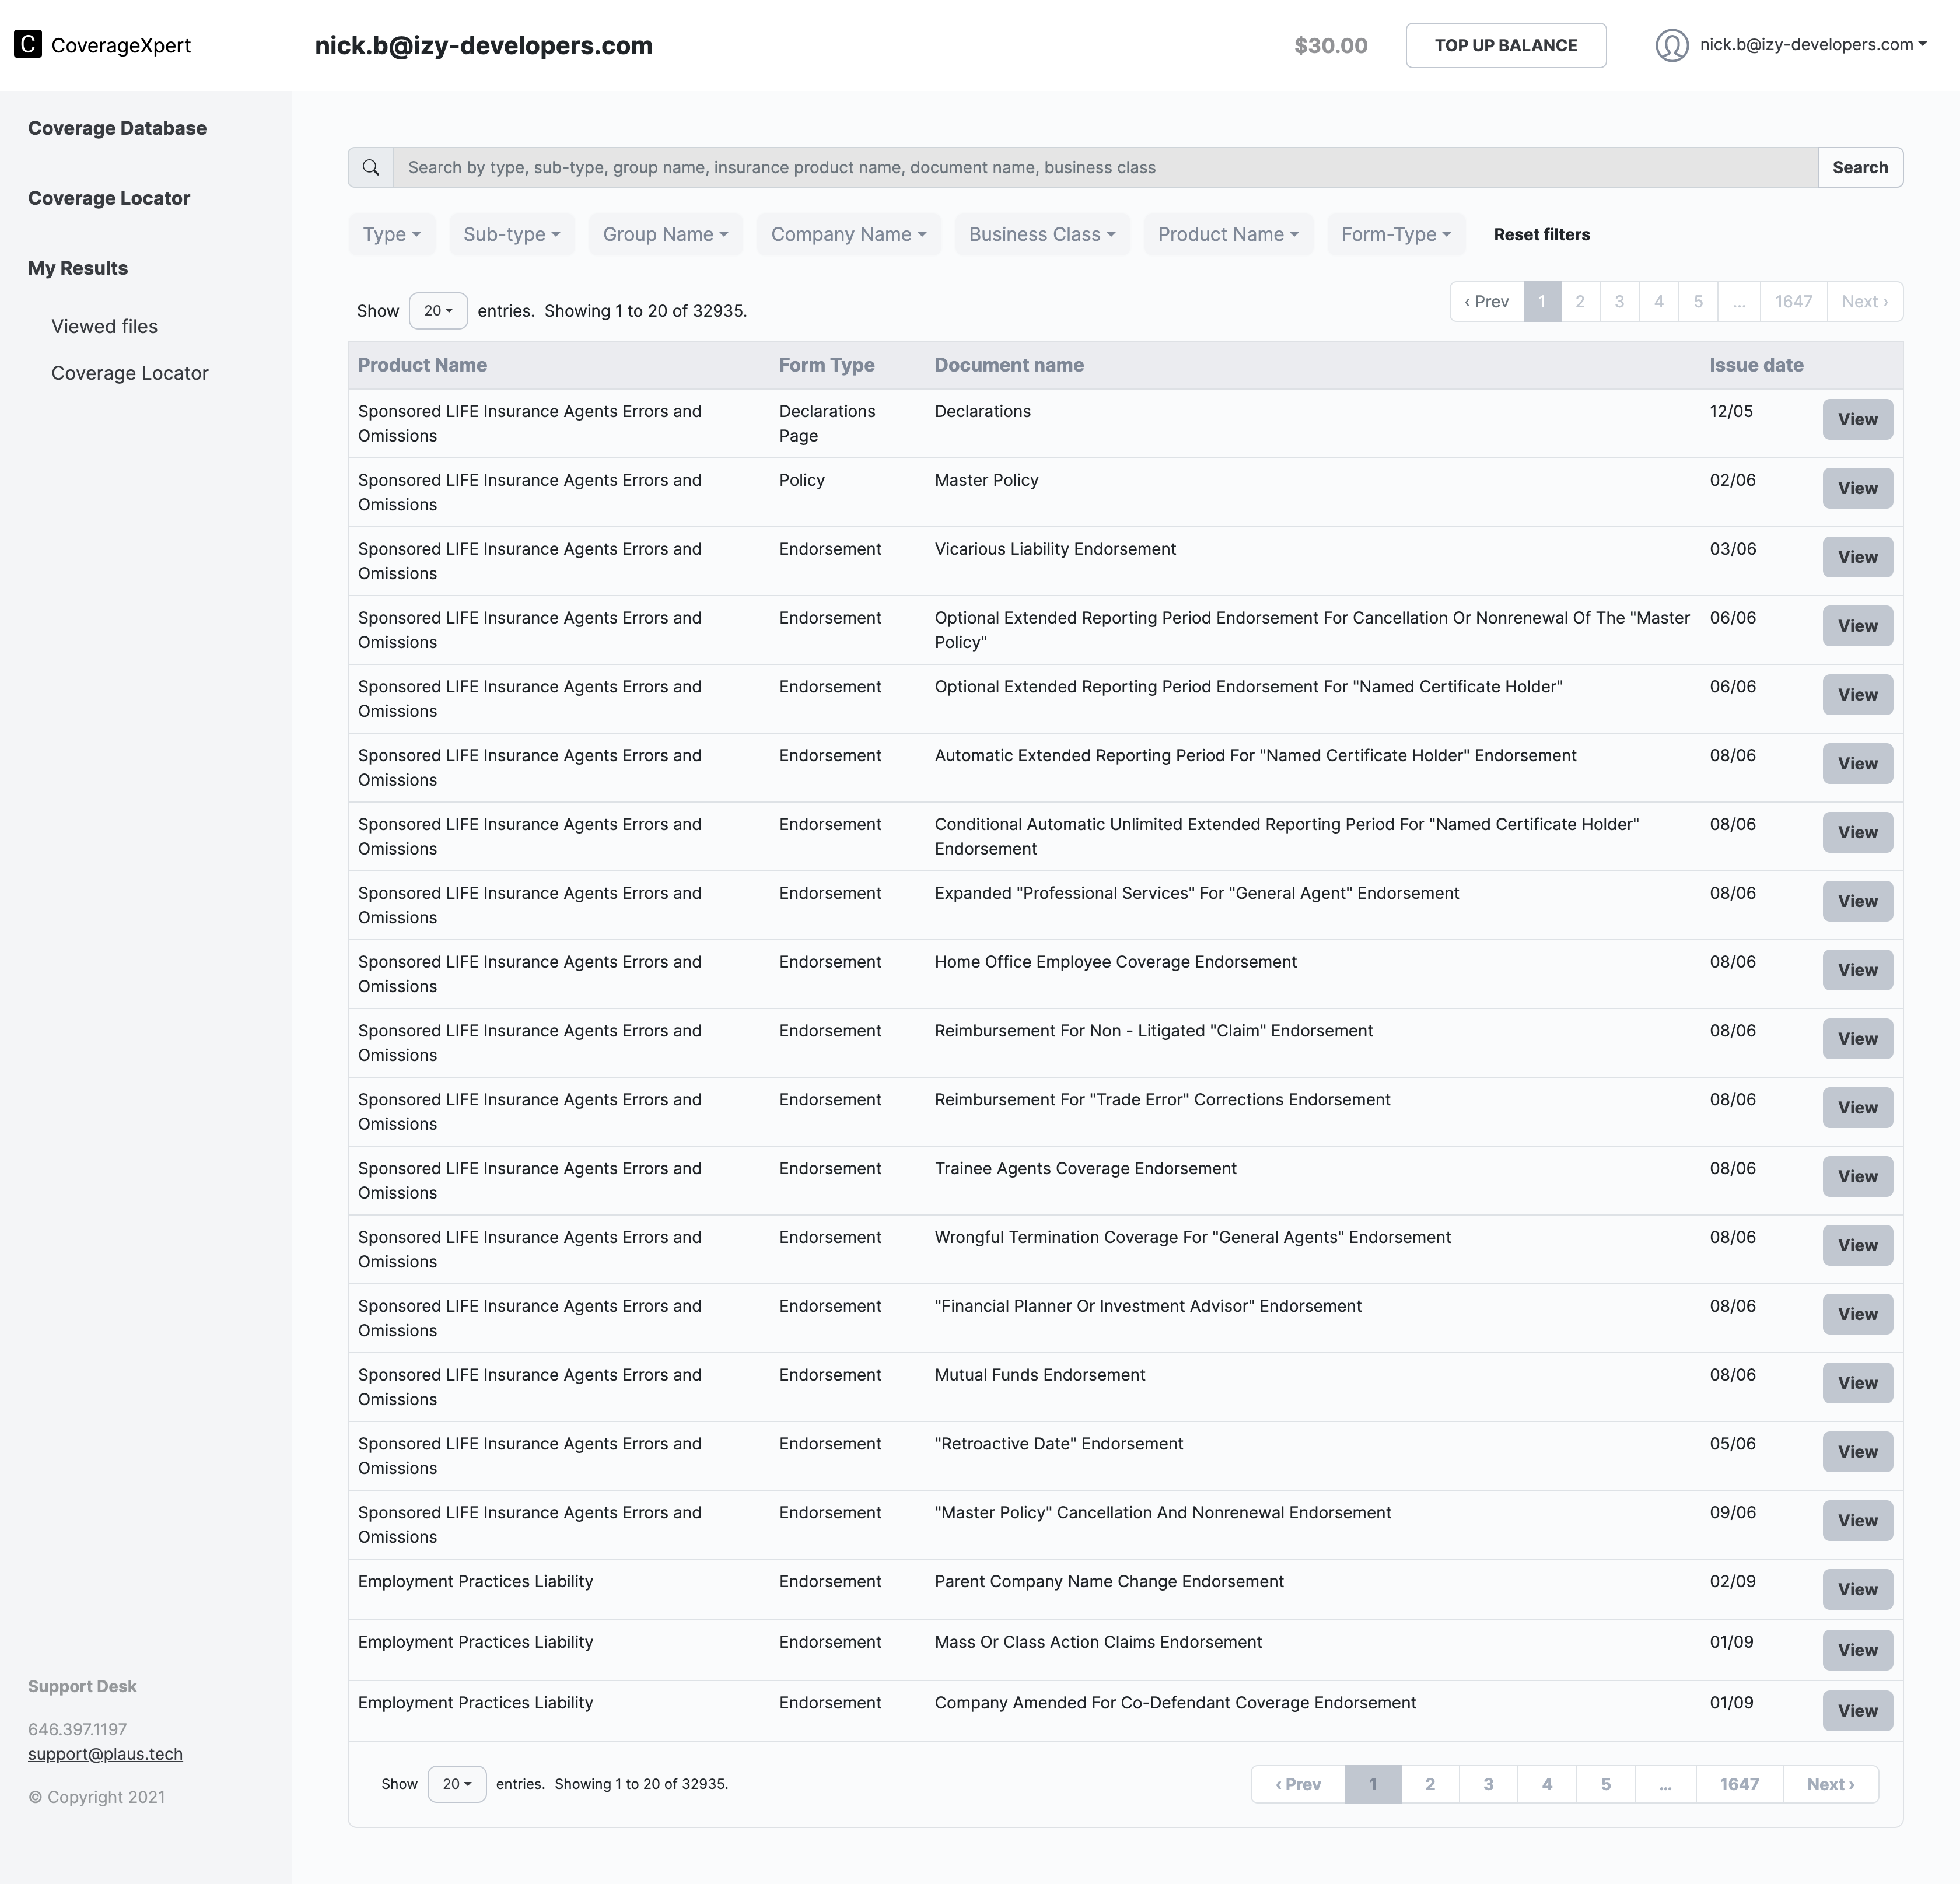 C CoverageXpert
nick.b@izy-developers.com
$30.00
TOP UP BALANCE
nick.b@izy-developers.com
Coverage Database
Coverage Locator
My Results
Viewed files
Coverage Locator
Search by type, sub-type, group name, insurance product name, document name, business class
Search
Type Sub-type Group Name Company Name Business Class Product Name Form-Type Reset filters
Show 20 entries. Showing 1 to 20 of 32935.
‹ Prev 1 2 3 4 5 ... 1647 Next ›
Product Name Form Type Document name Issue date
Sponsored LIFE Insurance Agents Errors and Declarations Declarations 12/05 View
Omissions Page
Sponsored LIFE Insurance Agents Errors and Policy Master Policy 02/06 View
Omissions
Sponsored LIFE Insurance Agents Errors and Endorsement Vicarious Liability Endorsement 03/06 View
Omissions
Sponsored LIFE Insurance Agents Errors and Endorsement Optional Extended Reporting Period Endorsement For Cancellation Or Nonrenewal Of The "Master 06/06 View
Omissions Policy"
Sponsored LIFE Insurance Agents Errors and Endorsement Optional Extended Reporting Period Endorsement For "Named Certificate Holder" 06/06 View
Omissions
Sponsored LIFE Insurance Agents Errors and Endorsement Automatic Extended Reporting Period For "Named Certificate Holder" Endorsement 08/06 View
Omissions
Sponsored LIFE Insurance Agents Errors and Endorsement Conditional Automatic Unlimited Extended Reporting Period For "Named Certificate Holder" 08/06 View
Omissions Endorsement
Sponsored LIFE Insurance Agents Errors and Endorsement Expanded "Professional Services" For "General Agent" Endorsement 08/06 View
Omissions
Sponsored LIFE Insurance Agents Errors and Endorsement Home Office Employee Coverage Endorsement 08/06 View
Omissions
Sponsored LIFE Insurance Agents Errors and Endorsement Reimbursement For Non - Litigated "Claim" Endorsement 08/06 View
Omissions
Sponsored LIFE Insurance Agents Errors and Endorsement Reimbursement For "Trade Error" Corrections Endorsement 08/06 View
Omissions
Sponsored LIFE Insurance Agents Errors and Endorsement Trainee Agents Coverage Endorsement 08/06 View
Omissions
Sponsored LIFE Insurance Agents Errors and Endorsement Wrongful Termination Coverage For "General Agents" Endorsement 08/06 View
Omissions
Sponsored LIFE Insurance Agents Errors and Endorsement "Financial Planner Or Investment Advisor" Endorsement 08/06 View
Omissions
Sponsored LIFE Insurance Agents Errors and Endorsement Mutual Funds Endorsement 08/06 View
Omissions
Sponsored LIFE Insurance Agents Errors and Endorsement "Retroactive Date" Endorsement 05/06 View
Omissions
Sponsored LIFE Insurance Agents Errors and Endorsement "Master Policy" Cancellation And Nonrenewal Endorsement 09/06 View
Omissions
Employment Practices Liability Endorsement Parent Company Name Change Endorsement 02/09 View
Employment Practices Liability Endorsement Mass Or Class Action Claims Endorsement 01/09 View
Employment Practices Liability Endorsement Company Amended For Co-Defendant Coverage Endorsement 01/09 View
Show 20 entries. Showing 1 to 20 of 32935.
‹ Prev 1 2 3 4 5 ... 1647 Next ›
Support Desk
646.397.1197
support@plaus.tech
© Copyright 2021